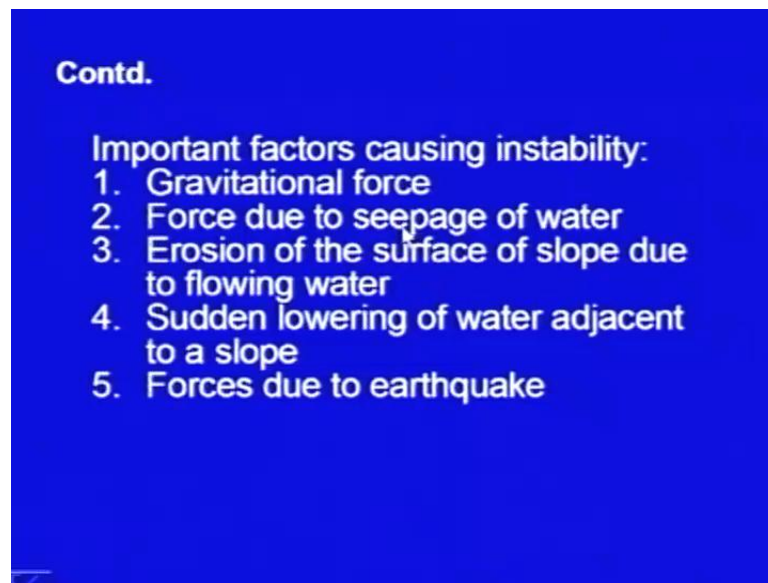 Contd.
Important factors causing instability:
1. Gravitational force
2. Force due to seepage of water
3. Erosion of the surface of slope due
to flowing water
4. Sudden lowering of water adjacent
to a slope
5. Forces due to earthquake